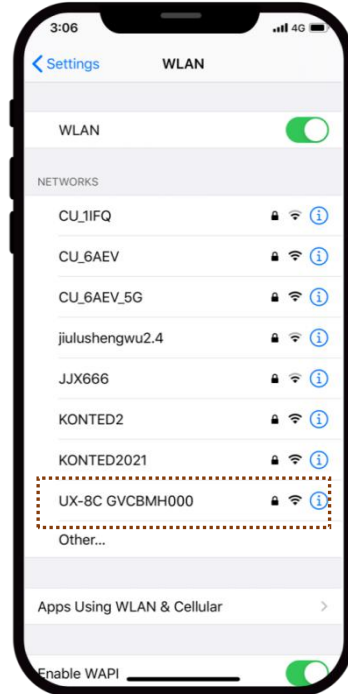 3:06
4G
Settings
WLAN
WLAN
NETWORKS
CU_1IFQ
CU_6AEV
CU_6AEV_5G
jiulushengwu2.4
JJX666
KONTED2
KONTED2021
UX-8C GVCBMH000
Other...
Apps Using WLAN & Cellular
Enable WAPI